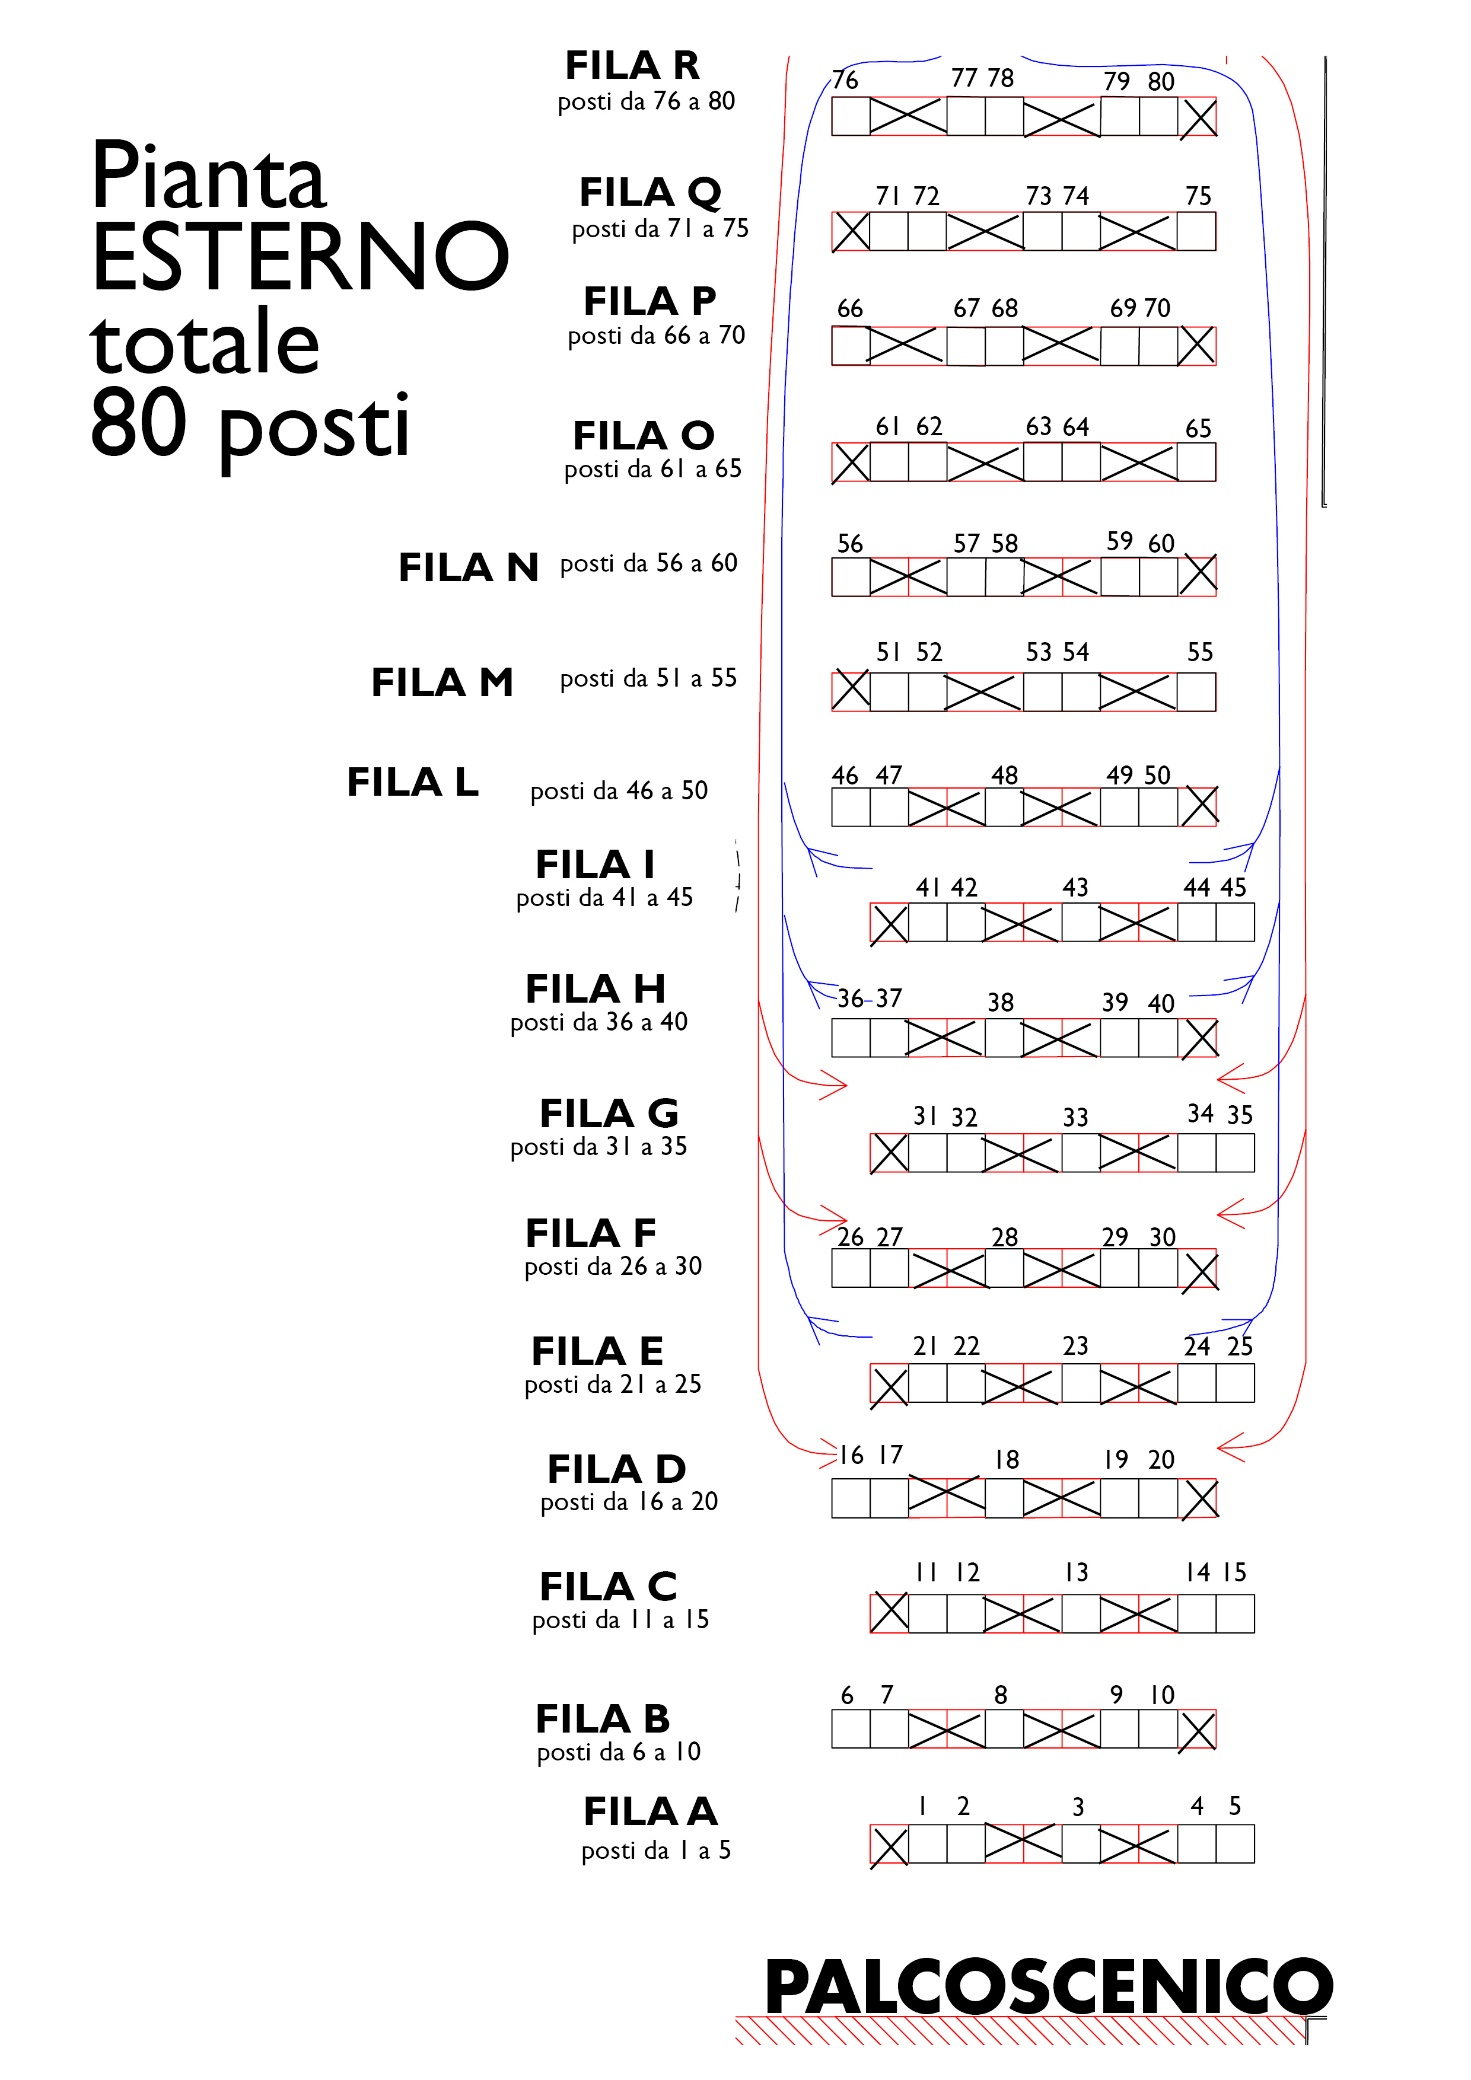 Pianta
ESTERNO
totale
80 posti
FILA R
posti da 76 a 80
76 77 78 79 80
FILA Q
posti da 71 a 75
71 72 73 74 75
FILA P
posti da 66 a 70
66 67 68 69 70
FILA O
posti da 61 a 65
61 62 63 64 65
FILA N posti da 56 a 60
56 57 58 59 60
FILA M posti da 51 a 55
51 52 53 54 55
FILA L posti da 46 a 50
46 47 48 49 50
FILA I
posti da 41 a 45
41 42 43 44 45
FILA H
posti da 36 a 40
36 37 38 39 40
FILA G
posti da 31 a 35
31 32 33 34 35
FILA F
posti da 26 a 30
26 27 28 29 30
FILA E
posti da 21 a 25
21 22 23 24 25
FILA D
posti da 16 a 20
16 17 18 19 20
FILA C
posti da 11 a 15
11 12 13 14 15
FILA B
posti da 6 a 10
6 7 8 9 10
FILA A
posti da 1 a 5
1 2 3 4 5
PALCOSCENICO